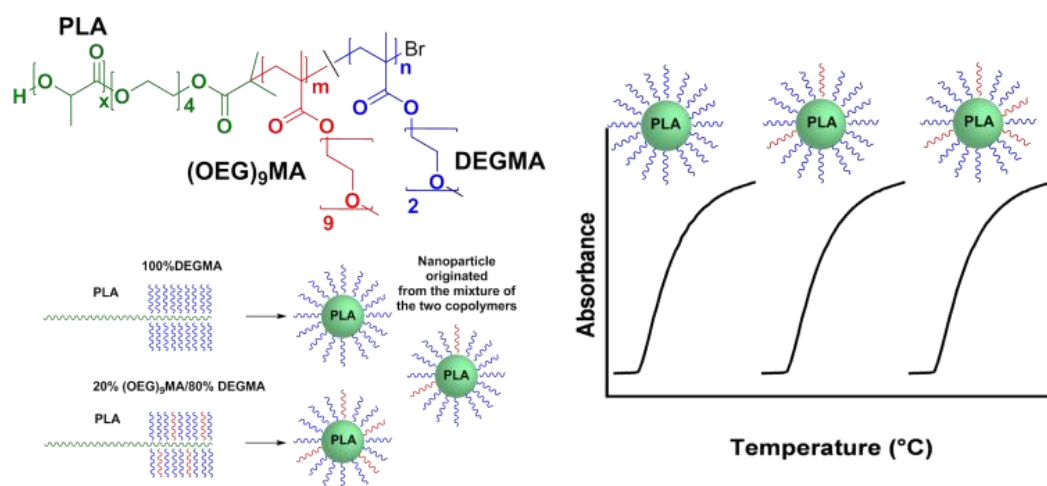 PLA
H
O
O
x
O
4
O
O
m
n
Br
O
O
O
O
(OEG)9MA
DEGMA
O
9
O
2
100%DEGMA
PLA
PLA
Nanoparticle
originated
from the mixture of
the two copolymers
PLA
20% (OEG)9MA/80% DEGMA
PLA
PLA
PLA
PLA
PLA
Absorbance
Temperature (°C)